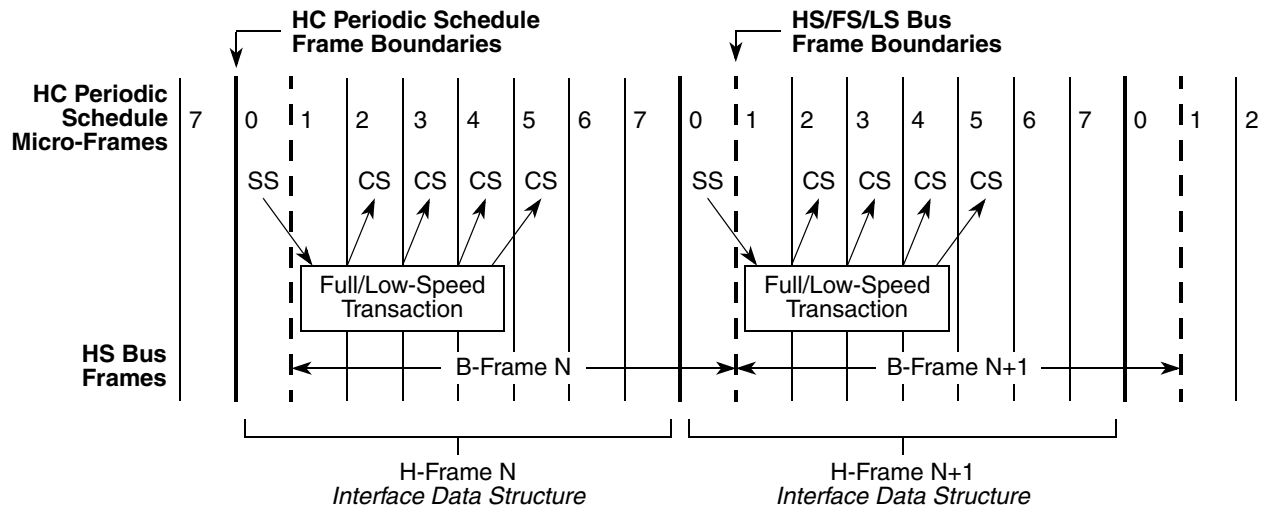 HC Periodic Schedule
Frame Boundaries
HS/FS/LS Bus
Frame Boundaries
HC Periodic
Schedule
Micro-Frames
7 0 1 2 3 4 5 6 7 0 1 2 3 4 5 6 7 0 1 2
SS CS CS CS CS SS CS CS CS CS
Full/Low-Speed
Transaction
Full/Low-Speed
Transaction
HS Bus
Frames
B-Frame N
B-Frame N+1
H-Frame N
Interface Data Structure
H-Frame N+1
Interface Data Structure